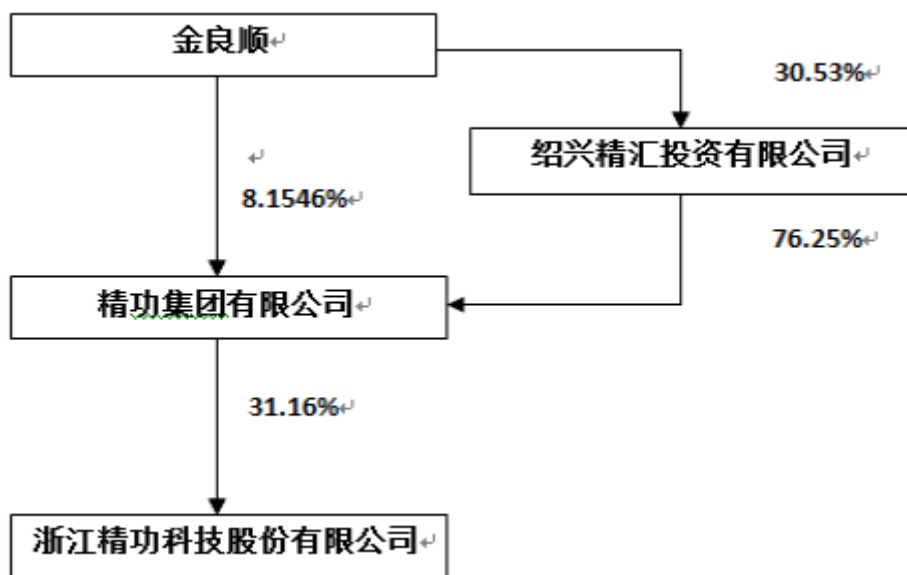 金良顺
30.53%
绍兴精汇投资有限公司
8.1546%
76.25%
精功集团有限公司
31.16%
浙江精功科技股份有限公司